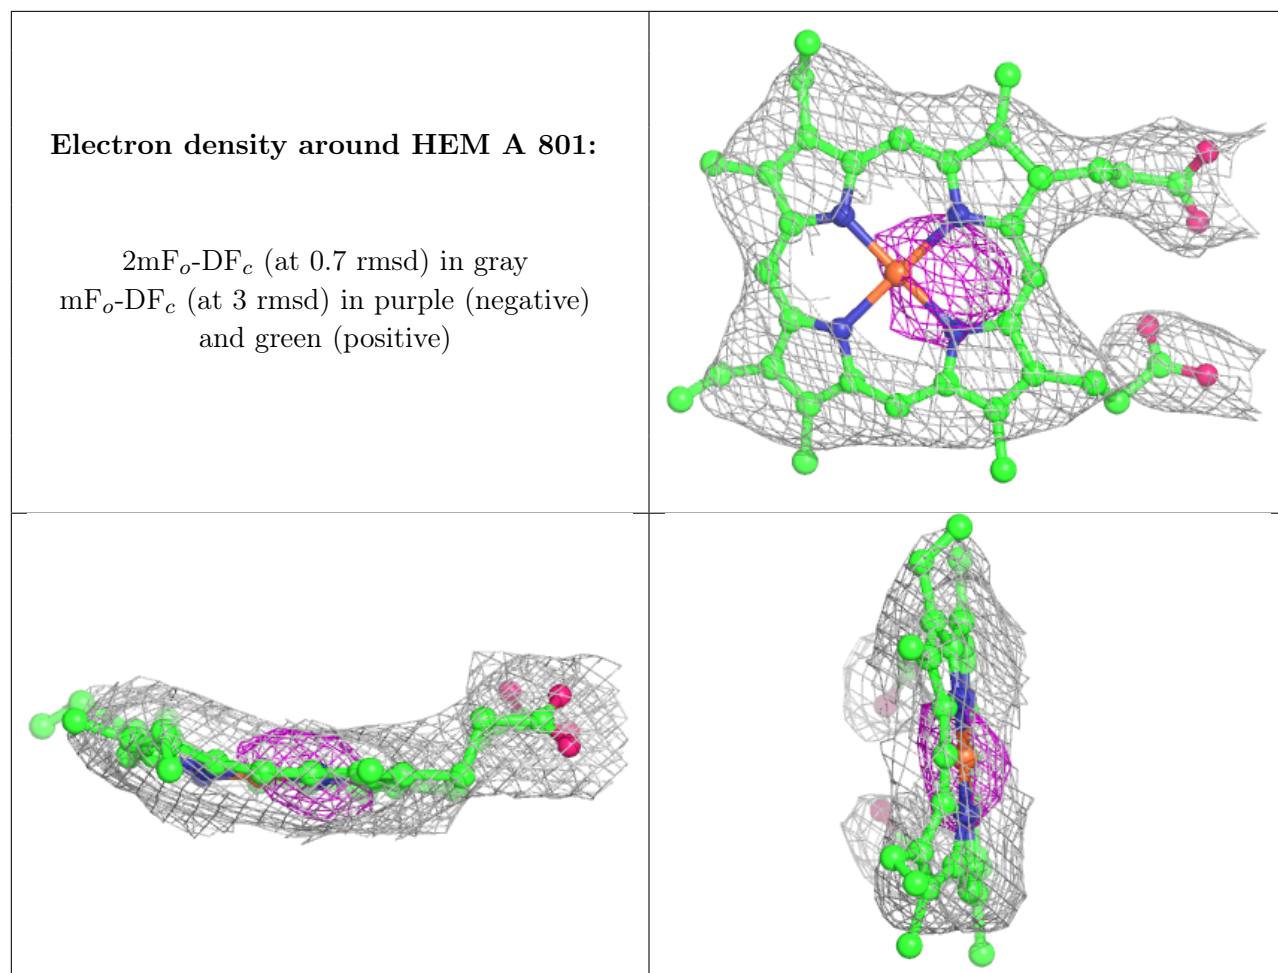 Electron density around HEM A 801:
2mFo-DFc (at 0.7 rmsd) in gray
mFo-DFc (at 3 rmsd) in purple (negative)
and green (positive)